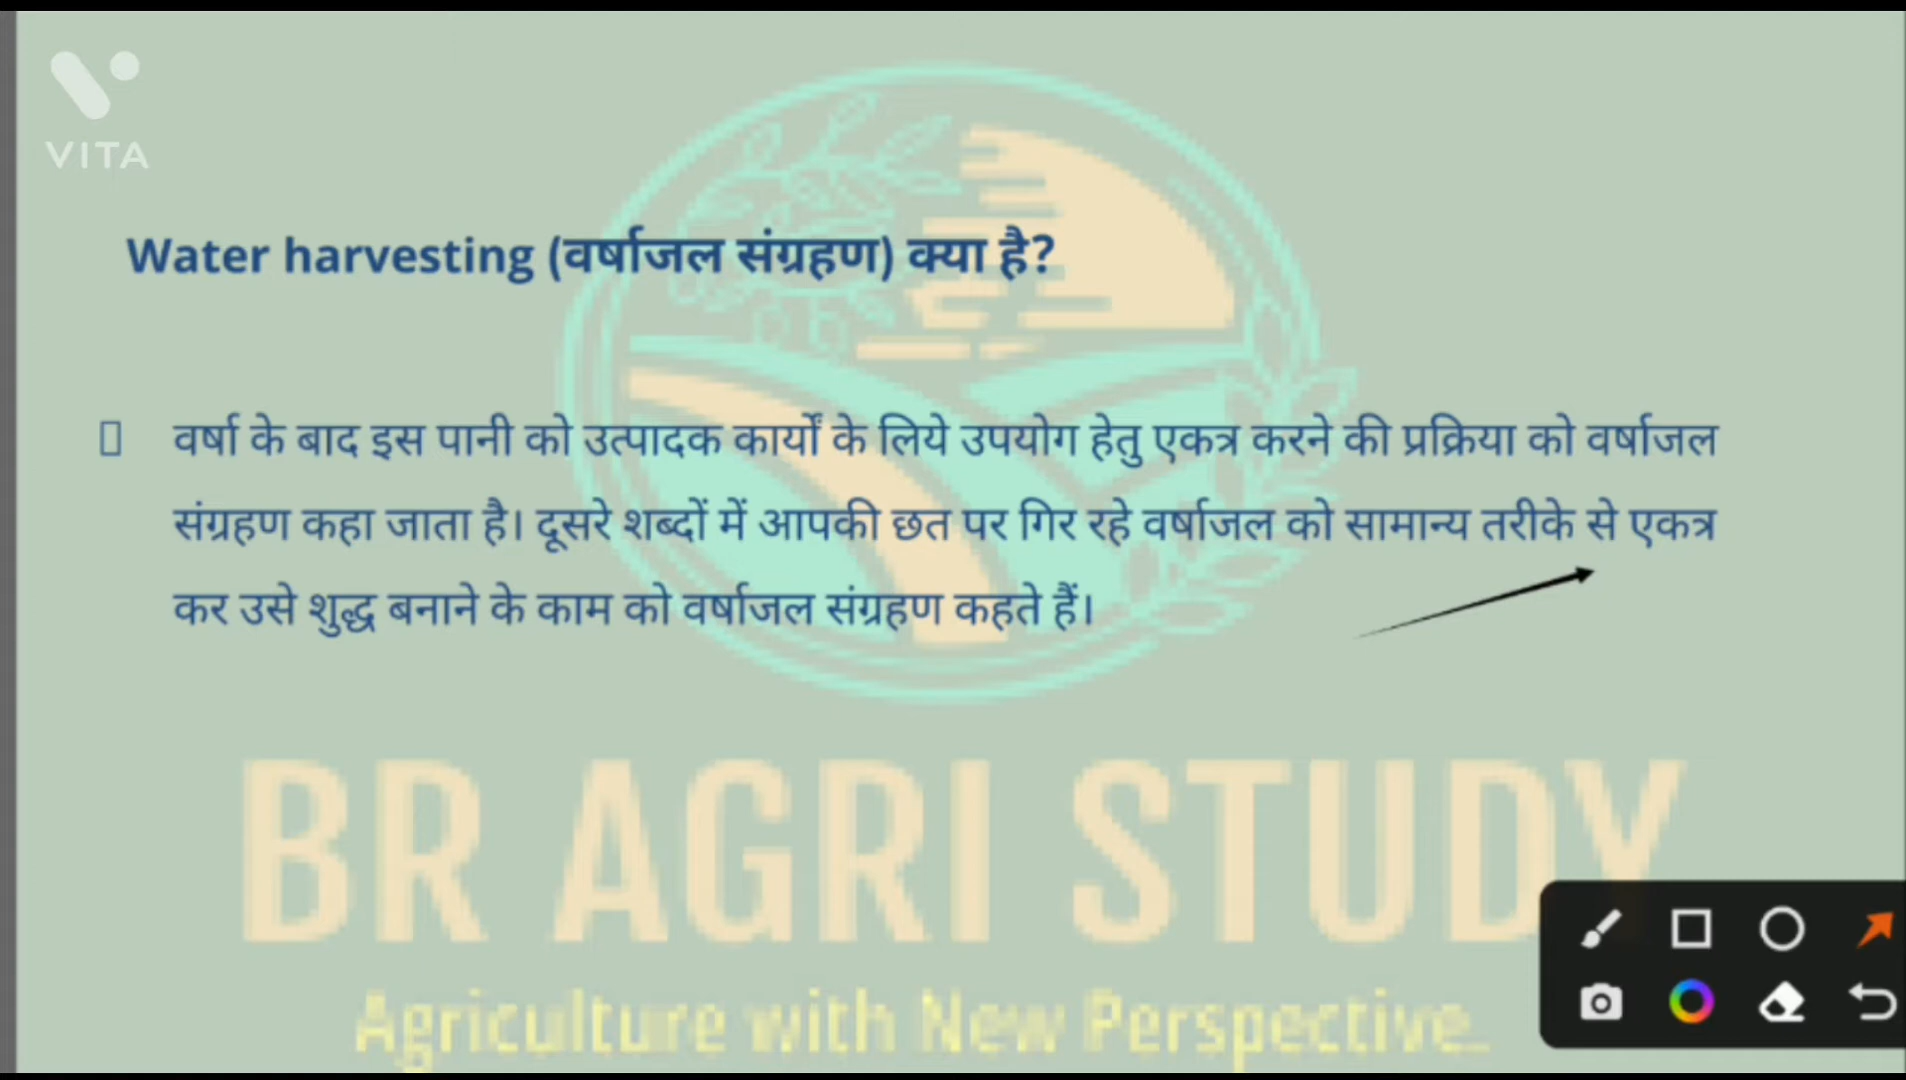 VITA
Water harvesting (वर्षाजल संग्रहण) क्या है?
वर्षा के बाद इस पानी को उत्पादक कार्यों के लिये उपयोग हेतु एकत्र करने की प्रक्रिया को वर्षाजल
संग्रहण कहा जाता है। दूसरे शब्दों में आपकी छत पर गिर रहे वर्षाजल को सामान्य तरीके से एकत्र
कर उसे शुद्ध बनाने के काम को वर्षाजल संग्रहण कहते हैं।
BR AGRI STUDY
Agriculture with New Perspective..